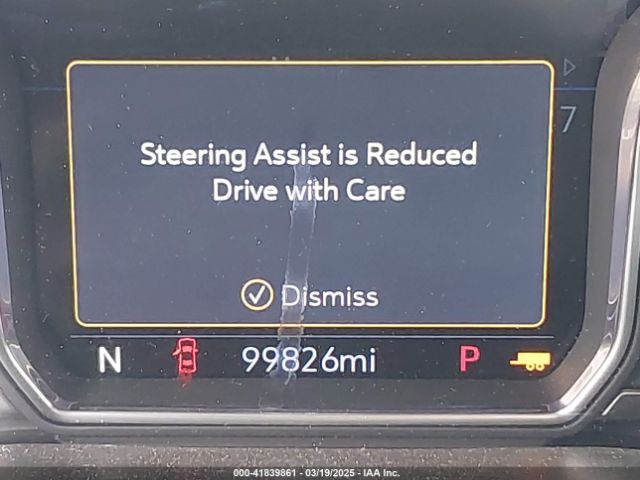 7
Steering Assist is Reduced
Drive with Care
Dismiss
N 99826mi P
000-41839861 - 03/19/2025 - IAA Inc.